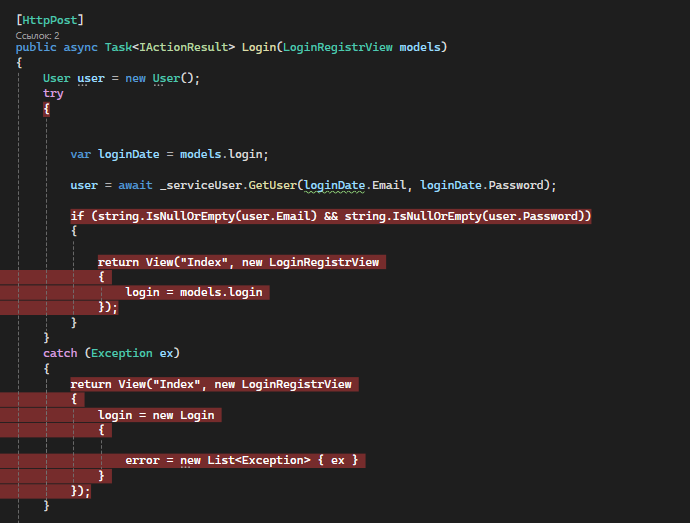 [HttpPost]
Ссылок: 2
public async Task<IActionResult> Login(LoginRegistrView models)
{
User user = new User();
try
{
var loginDate = models.login;
user = await _serviceUser.GetUser(loginDate.Email, loginDate.Password);
if (string.IsNullOrEmpty(user.Email) && string.IsNullOrEmpty(user.Password))
{
return View("Index", new LoginRegistrView
{
login = models.login
});
}
}
catch (Exception ex)
{
return View("Index", new LoginRegistrView
{
login = new Login
{
error = new List<Exception> { ex }
}
});
}